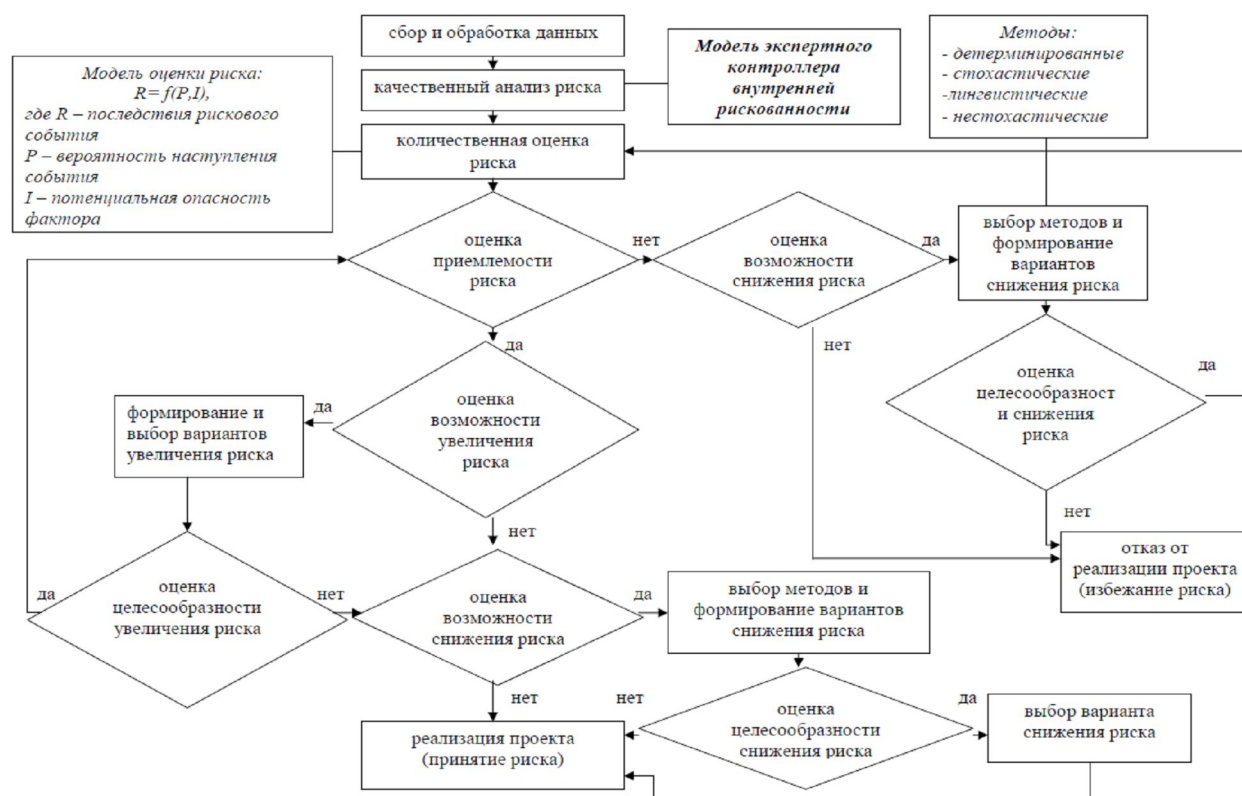 сбор и обработка данных
Модель экспертного
контроллера
внутренней
рискованности
Методы:
- детерминированные
- стохастические
-лингвистические
- нестохастические
Модель оценки риска:
R= f(P,I),
где R – последствия рискового
события
P – вероятность наступления
события
I – потенциальная опасность
фактора
качественный анализ риска
количественная оценка
риска
оценка
приемлемости
риска
нет
оценка
возможности
снижения риска
да
выбор методов и
формирование
вариантов
снижения риска
да
нет
оценка
целесообразност
и снижения
риска
да
нет
оценка
возможности
увеличения
риска
да
формирование и
выбор вариантов
увеличения риска
нет
отказ от
реализации проекта
(избежание риска)
да
оценка
целесообразности
увеличения риска
нет
оценка
возможности
снижения риска
да
выбор методов и
формирование вариантов
снижения риска
нет
нет
оценка
целесообразности
снижения риска
да
выбор варианта
снижения риска
реализация проекта
(принятие риска)